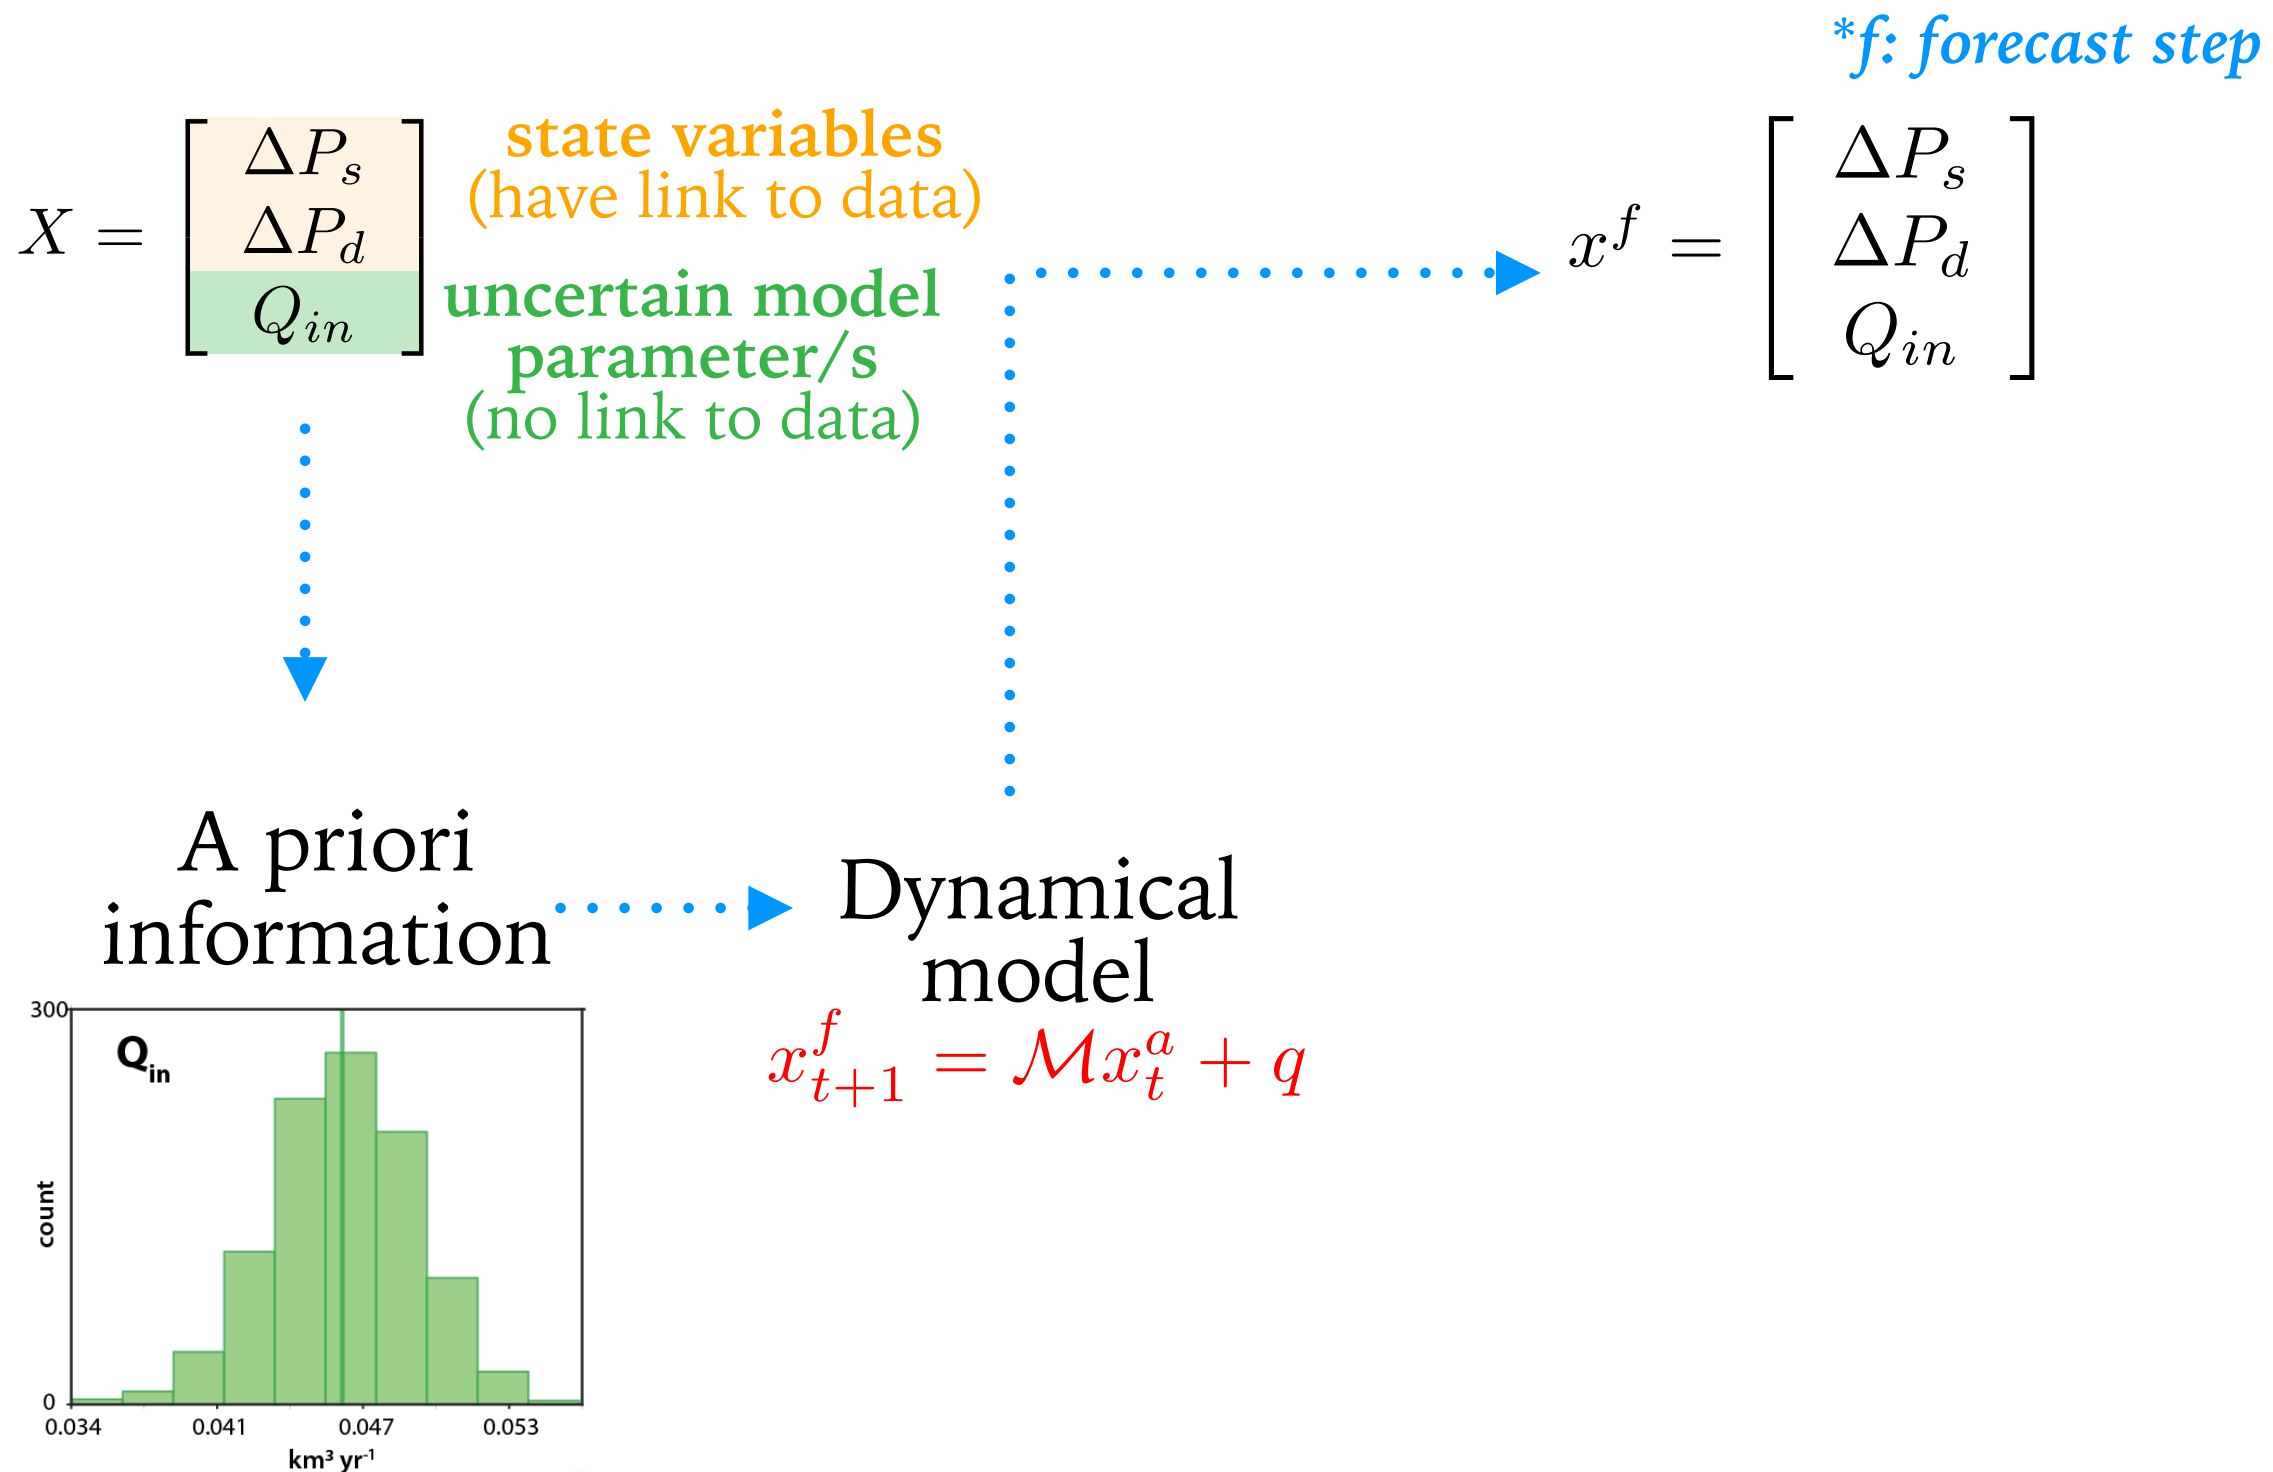 *f: forecast step
X = [ ΔP_s
ΔP_d
Q_in ]
state variables
(have link to data)
uncertain model
parameter/s
(no link to data)
x^f = [ ΔP_s
ΔP_d
Q_in ]
A priori
information
Dynamical
model
x^f_{t+1} = ℳx^a_t + q
300
Q_in
count
0
0.034 0.041 0.047 0.053
km³ yr⁻¹